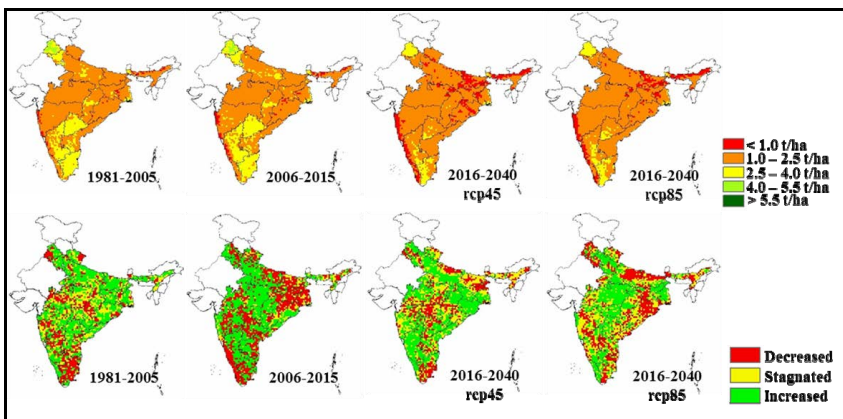 1981-2005
2006-2015
2016-2040
rcp45
2016-2040
rcp85
< 1.0 t/ha
1.0 – 2.5 t/ha
2.5 – 4.0 t/ha
4.0 – 5.5 t/ha
> 5.5 t/ha
1981-2005
2006-2015
2016-2040
rcp45
2016-2040
rcp85
Decreased
Stagnated
Increased